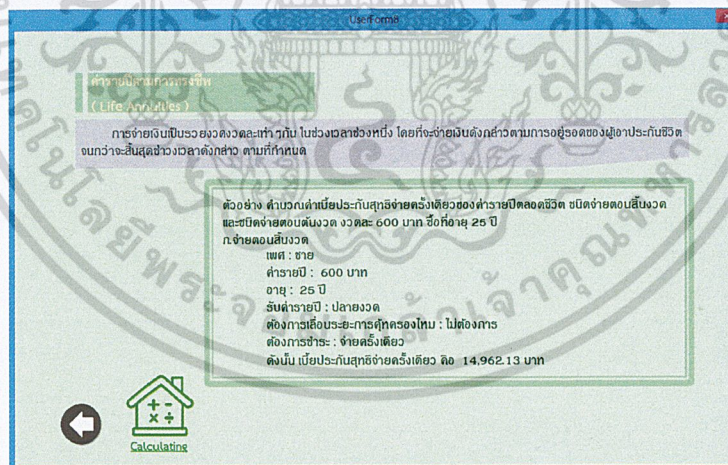 UserForm8
ค่ารายปีตามการทรงชีพ
( Life Annuities )
การจ่ายเงินเป็นรวยงวดงวดละเท่าๆกัน ในช่วงเวลาช่วงหนึ่ง โดยที่จะจ่ายเงินดังกล่าวตามการอยู่รอดของผู้เอาประกันชีวิต
จนกว่าจะสิ้นสุดช่วงเวลาดังกล่าว ตามที่กำหนด
ตัวอย่าง คำนวณค่าเบี้ยประกันสุทธิจ่ายครั้งเดียวของค่ารายปีตลอดชีวิต ชนิดจ่ายตอนสิ้นงวด
และชนิดจ่ายตอนต้นงวด งวดละ 600 บาท ซื้อที่อายุ 25 ปี
ก.จ่ายตอนสิ้นงวด
เพศ : ชาย
ค่ารายปี : 600 บาท
อายุ : 25 ปี
รับค่ารายปี : ปลายงวด
ต้องการเลื่อนระยะการคุ้มครองไหม : ไม่ต้องการ
ต้องการชำระ : จ่ายครั้งเดียว
ดังนั้น เบี้ยประกันสุทธิจ่ายครั้งเดียว คือ 14,962.13 บาท
Calculating